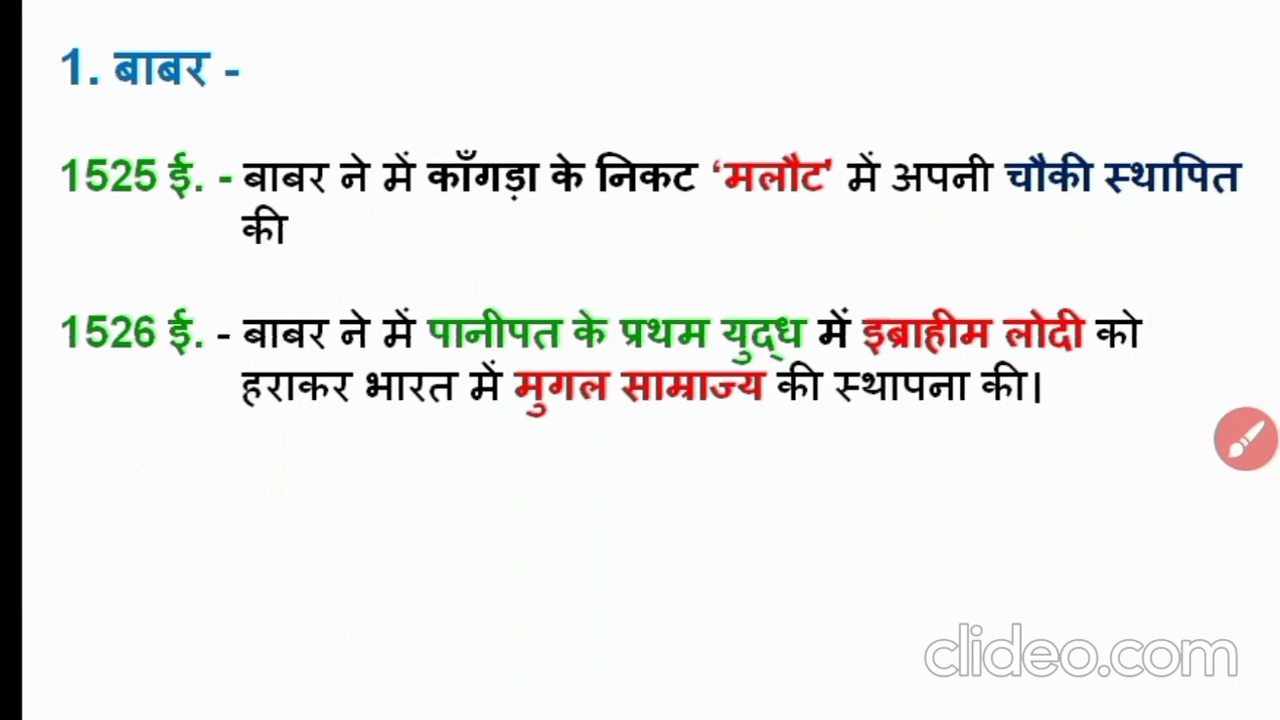 1. बाबर -
1525 ई. - बाबर ने में काँगड़ा के निकट ‘मलौट' में अपनी चौकी स्थापित
की
1526 ई. - बाबर ने में पानीपत के प्रथम युद्ध में इब्राहीम लोदी को
हराकर भारत में मुगल साम्राज्य की स्थापना की।
clideo.com